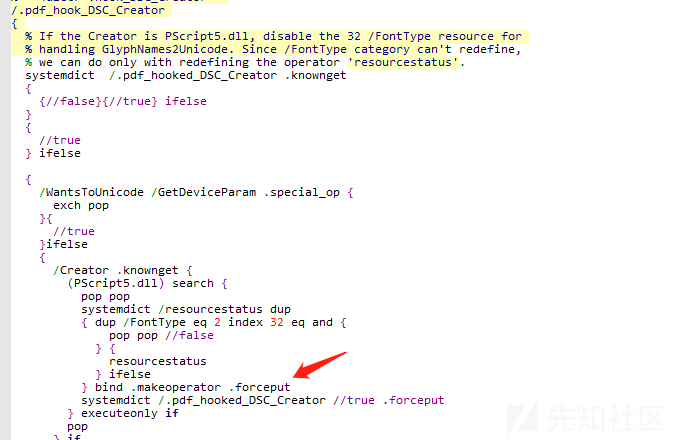 /.pdf_hook_DSC_Creator
{
% If the Creator is PScript5.dll, disable the 32 /FontType resource for
% handling GlyphNames2Unicode. Since /FontType category can't redefine,
% we can do only with redefining the operator 'resourcestatus'.
systemdict /.pdf_hooked_DSC_Creator .knownget
{
{//false}{//true} ifelse
}
{
//true
} ifelse
{
/WantsToUnicode /GetDeviceParam .special_op {
exch pop
}{
//true
}ifelse
{
/Creator .knownget {
(PScript5.dll) search {
pop pop
systemdict /resourcestatus dup
{ dup /FontType eq 2 index 32 eq and {
pop pop //false
} {
resourcestatus
} ifelse
} bind .makeoperator .forceput
systemdict /.pdf_hooked_DSC_Creator //true .forceput
} executeonly if
pop
} if
先知社区